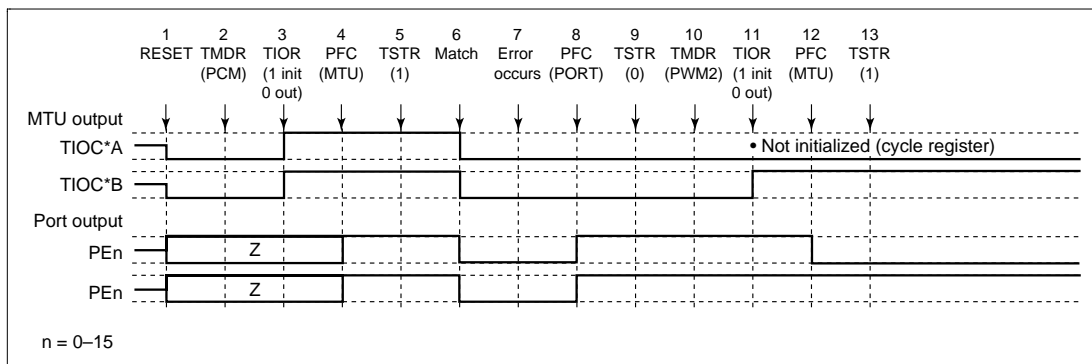 1 2 3 4 5 6 7 8 9 10 11 12 13
RESET TMDR TIOR PFC TSTR Match Error PFC TSTR TMDR TIOR PFC TSTR
(PCM) (1 init (MTU) (1) occurs (PORT) (0) (PWM2) (1 init (MTU) (1)
0 out) 0 out)
MTU output
TIOC*A
• Not initialized (cycle register)
TIOC*B
Port output
PEn
Z
PEn
Z
n = 0–15